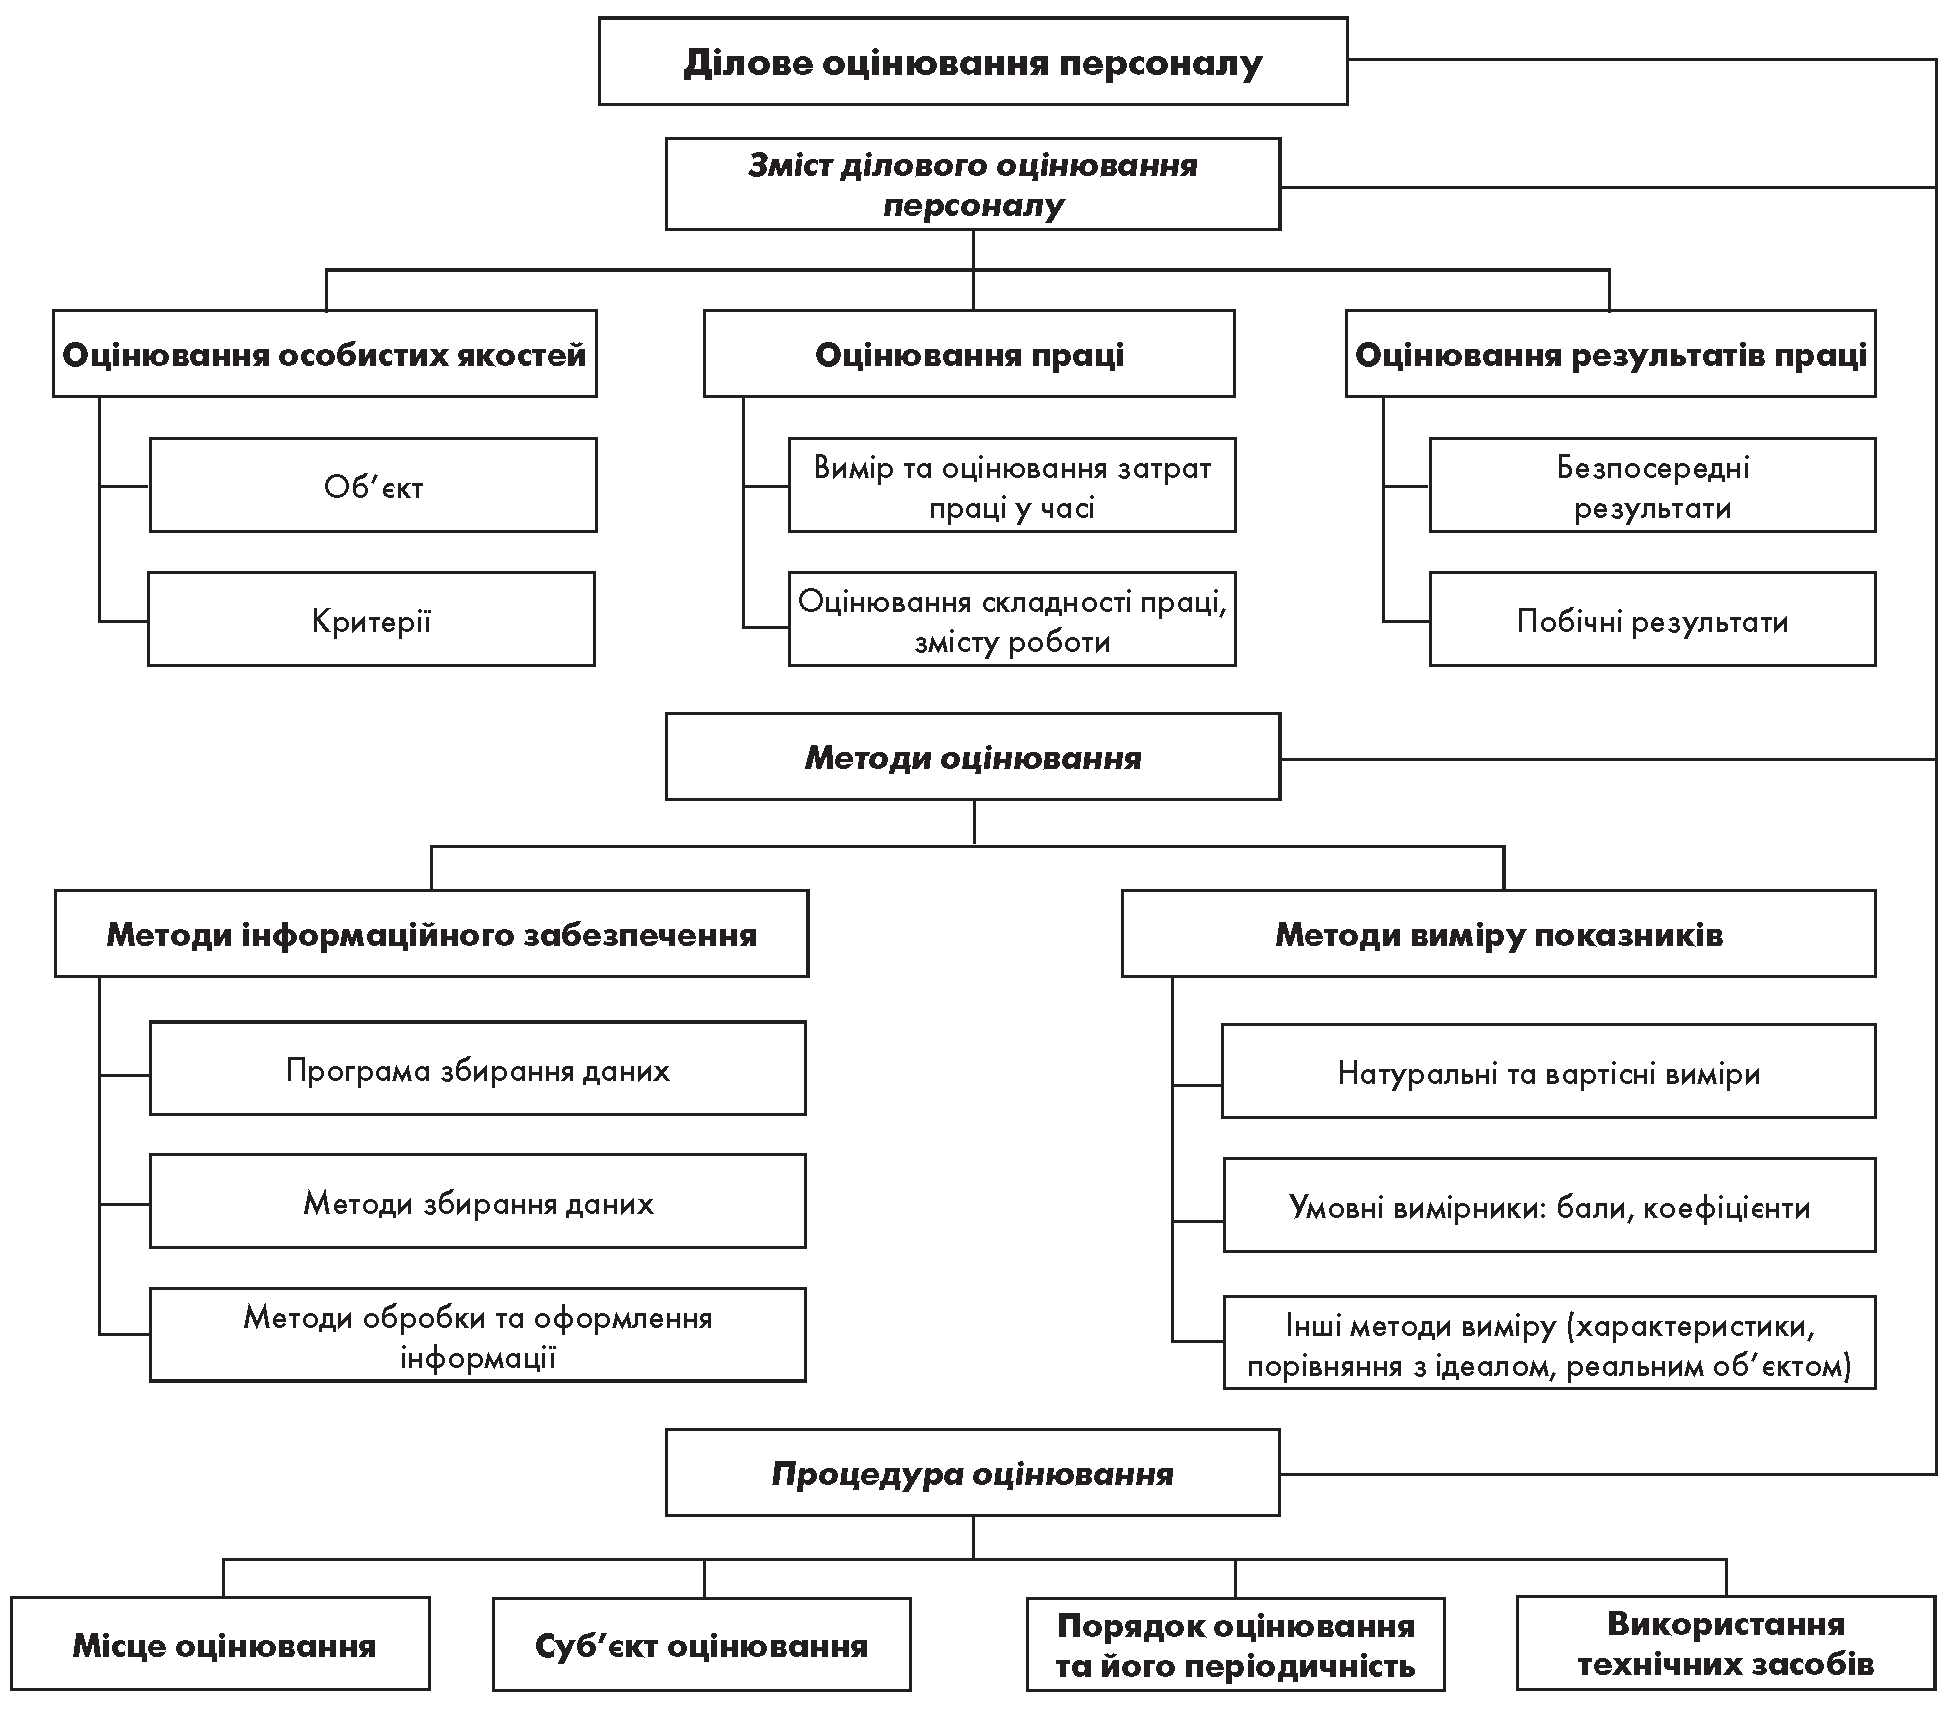 Ділове оцінювання персоналу
Зміст ділового оцінювання
персоналу
Оцінювання особистих якостей
Оцінювання праці
Оцінювання результатів праці
Об’єкт
Вимір та оцінювання затрат
праці у часі
Безпосередні
результати
Критерії
Оцінювання складності праці,
змісту роботи
Побічні результати
Методи оцінювання
Методи інформаційного забезпечення
Методи виміру показників
Програма збирання даних
Натуральні та вартісні виміри
Методи збирання даних
Умовні вимірники: бали, коефіцієнти
Методи обробки та оформлення
інформації
Інші методи виміру (характеристики,
порівняння з ідеалом, реальним об’єктом)
Процедура оцінювання
Місце оцінювання
Суб’єкт оцінювання
Порядок оцінювання
та його періодичність
Використання
технічних засобів